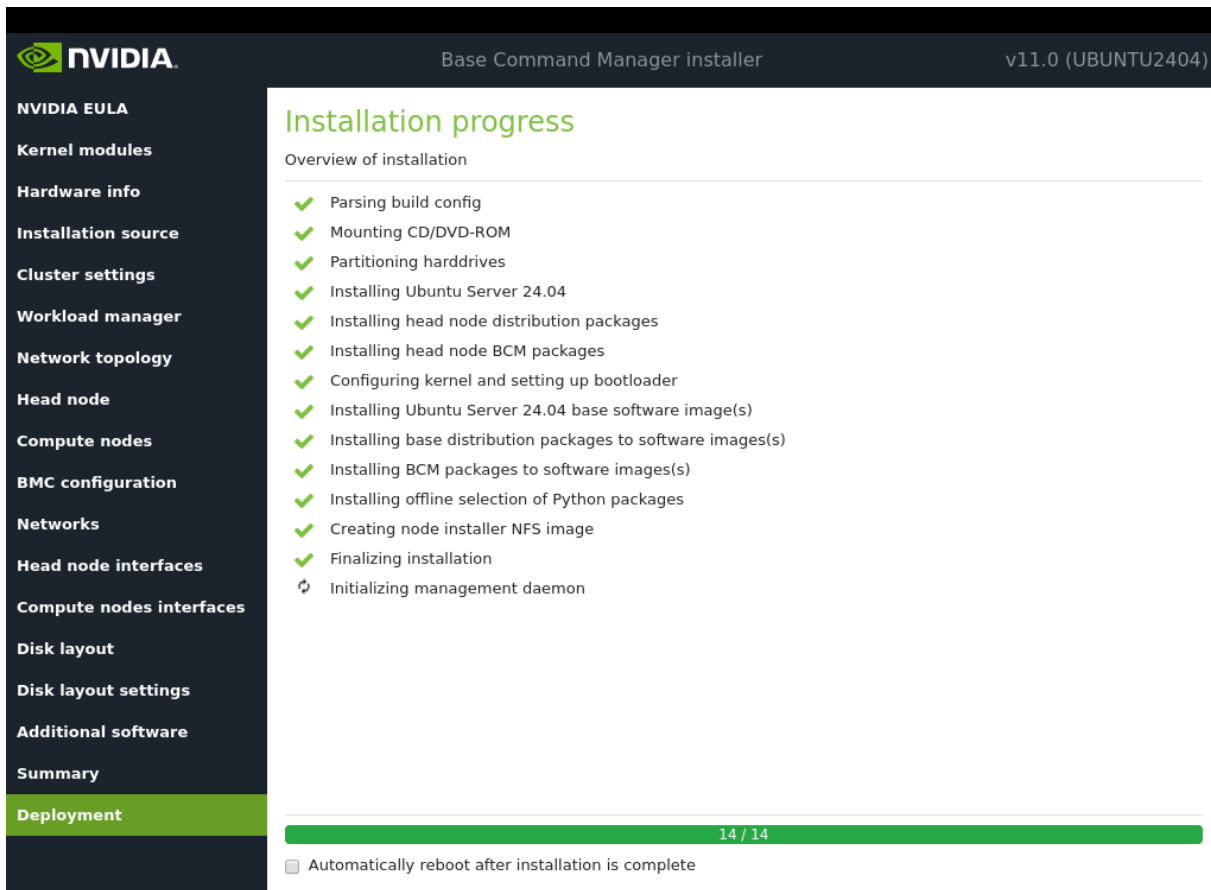 NVIDIA.
Base Command Manager installer
v11.0 (UBUNTU2404)
NVIDIA EULA
Kernel modules
Hardware info
Installation source
Cluster settings
Workload manager
Network topology
Head node
Compute nodes
BMC configuration
Networks
Head node interfaces
Compute nodes interfaces
Disk layout
Disk layout settings
Additional software
Summary
Deployment
Installation progress
Overview of installation
Parsing build config
Mounting CD/DVD-ROM
Partitioning harddrives
Installing Ubuntu Server 24.04
Installing head node distribution packages
Installing head node BCM packages
Configuring kernel and setting up bootloader
Installing Ubuntu Server 24.04 base software image(s)
Installing base distribution packages to software images(s)
Installing BCM packages to software images(s)
Installing offline selection of Python packages
Creating node installer NFS image
Finalizing installation
Initializing management daemon
14 / 14
Automatically reboot after installation is complete